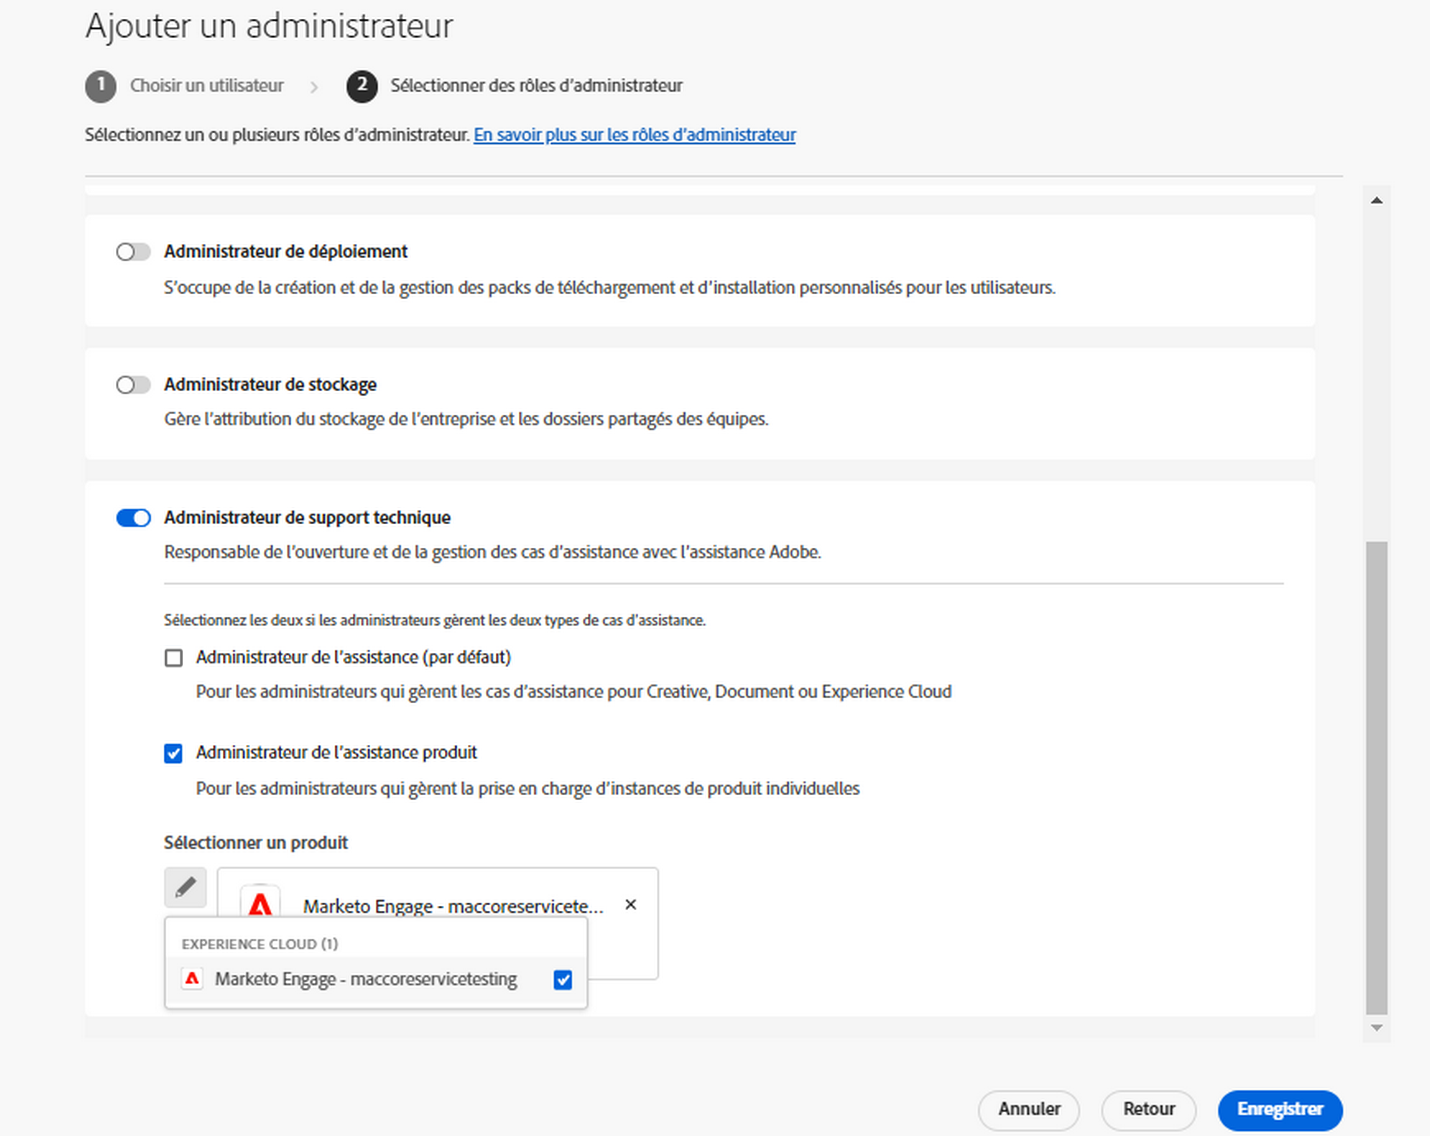 Ajouter un administrateur
1 Choisir un utilisateur > 2 Sélectionner des rôles d'administrateur
Sélectionnez un ou plusieurs rôles d'administrateur. En savoir plus sur les rôles d'administrateur
Administrateur de déploiement
S'occupe de la création et de la gestion des packs de téléchargement et d'installation personnalisés pour les utilisateurs.
Administrateur de stockage
Gère l'attribution du stockage de l'entreprise et les dossiers partagés des équipes.
Administrateur de support technique
Responsable de l'ouverture et de la gestion des cas d'assistance avec l'assistance Adobe.
Sélectionnez les deux si les administrateurs gèrent les deux types de cas d'assistance.
Administrateur de l'assistance (par défaut)
Pour les administrateurs qui gèrent les cas d'assistance pour Creative, Document ou Experience Cloud
Administrateur de l'assistance produit
Pour les administrateurs qui gèrent la prise en charge d'instances de produit individuelles
Sélectionner un produit
Marketo Engage - maccoreservicete...
EXPERIENCE CLOUD (1)
Marketo Engage - maccoreservicetesting
Annuler Retour Enregistrer